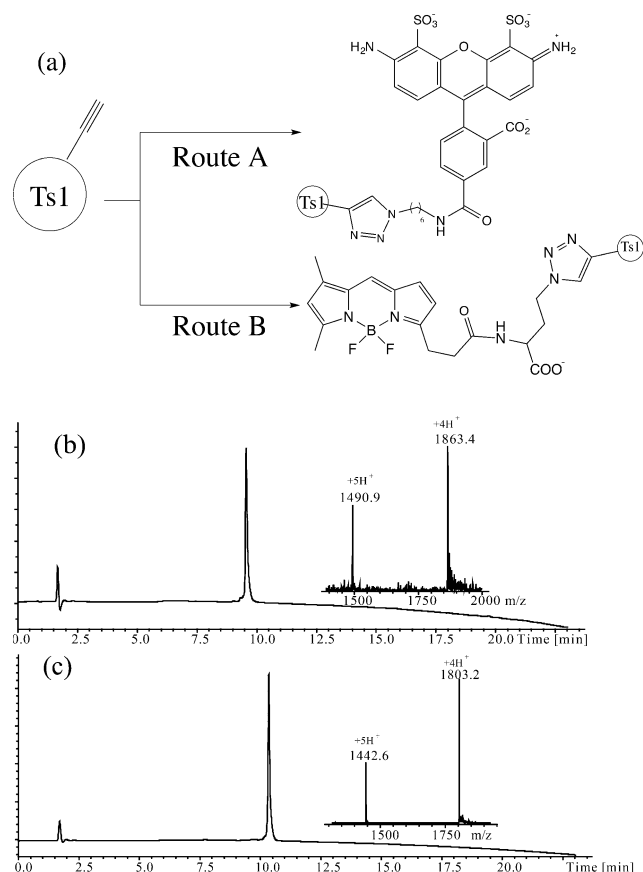 (a)
SO3-
SO3-
H2N
O
+
NH2
CO2-
Ts1
Route A
Ts1
N
N
N
6
NH
O
N
N
N
Ts1
Route B
N
B
N
F
F
O
N
H
COO-
(b)
+4H+
1863.4
+5H+
1490.9
1500 1750 2000 m/z
0.0 2.5 5.0 7.5 10.0 12.5 15.0 17.5 20.0 Time [min]
(c)
+4H+
1803.2
+5H-
1442.6
1500 1750 m/z
0.0 2.5 5.0 7.5 10.0 12.5 15.0 17.5 20.0 Time [min]